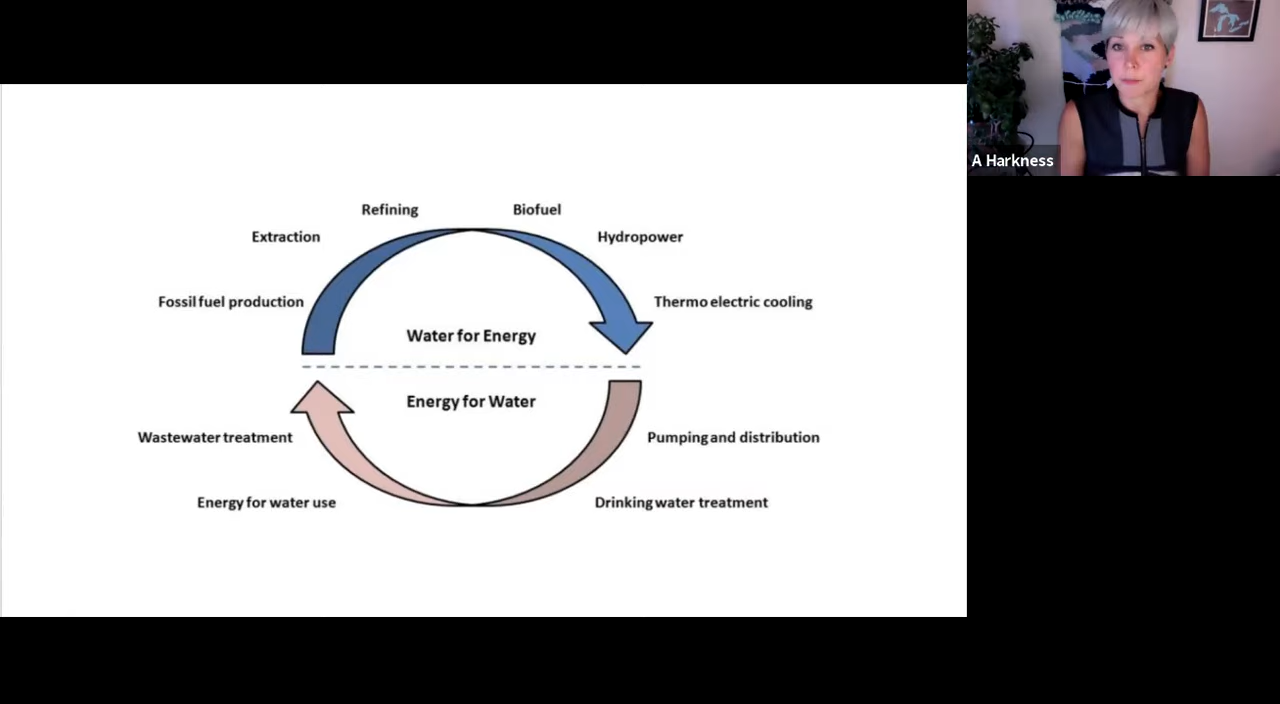 A Harkness
Refining
Biofuel
Extraction
Hydropower
Fossil fuel production
Thermo electric cooling
Water for Energy
Energy for Water
Wastewater treatment
Pumping and distribution
Energy for water use
Drinking water treatment